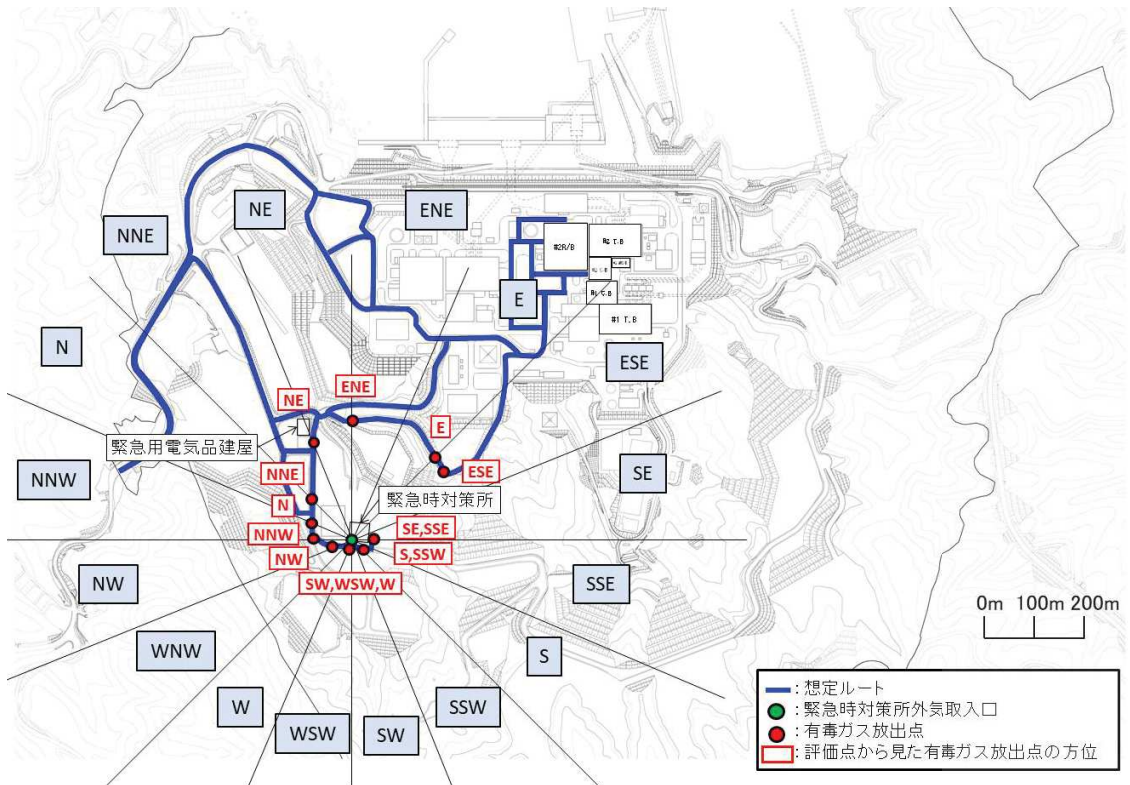 NE
ENE
NNE
#2R/B
E
#1 T.B
N
ESE
ENE
NE
E
緊急用電気品建屋
NNW
NNE
ESE
SE
緊急時対策所
N
NNW
SE,SSE
NW
S,SSW
NW
SW,WSW,W
SSE
0m 100m 200m
WNW
S
W
SSW
WSW
SW
:想定ルート
:緊急時対策所外気取入口
:有毒ガス放出点
:評価点から見た有毒ガス放出点の方位